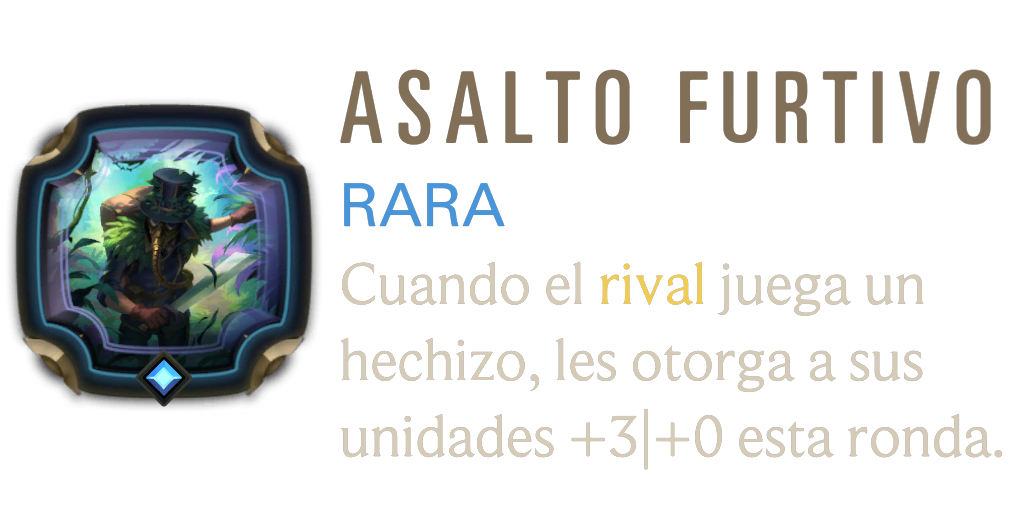 ASALTO FURTIVO
RARA
Cuando el rival juega un
hechizo, les otorga a sus
unidades +3|+0 esta ronda.